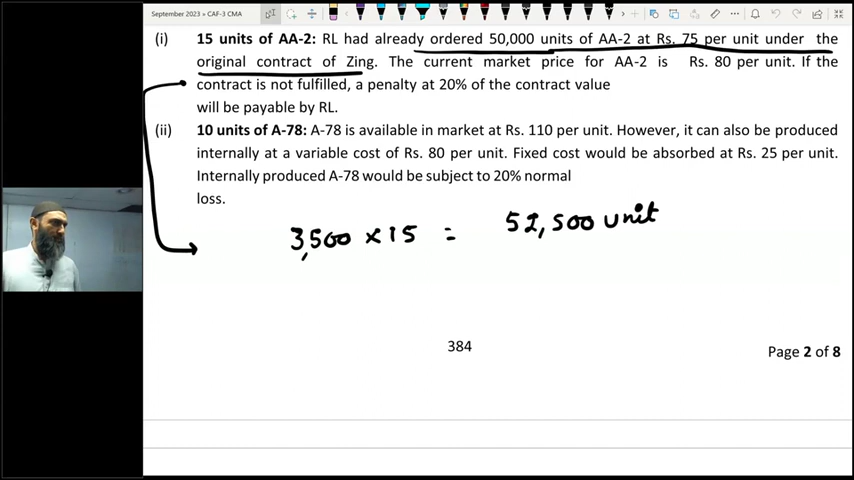 September 2023 » CAF-3 CMA
(i) 15 units of AA-2: RL had already ordered 50,000 units of AA-2 at Rs. 75 per unit under the
original contract of Zing. The current market price for AA-2 is Rs. 80 per unit. If the
contract is not fulfilled, a penalty at 20% of the contract value
will be payable by RL.
(ii) 10 units of A-78: A-78 is available in market at Rs. 110 per unit. However, it can also be produced
internally at a variable cost of Rs. 80 per unit. Fixed cost would be absorbed at Rs. 25 per unit.
Internally produced A-78 would be subject to 20% normal
loss.
3,500 × 15 = 52,500 unit
384
Page 2 of 8